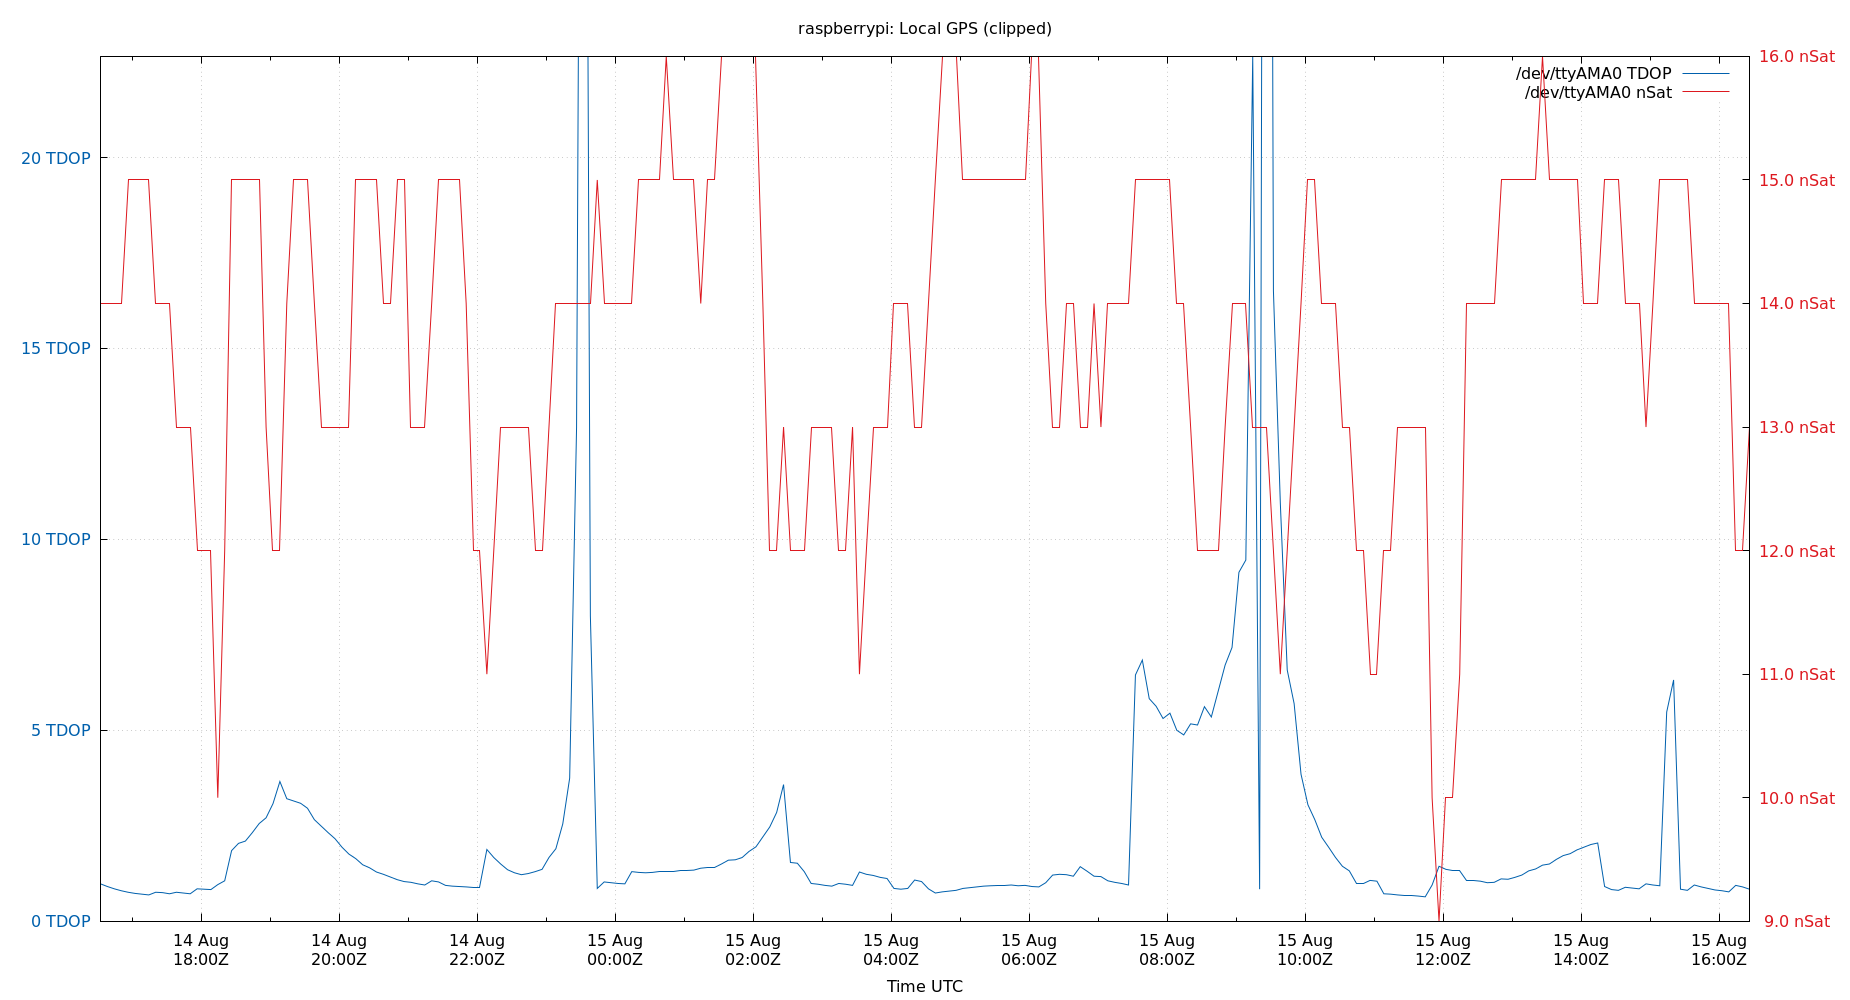 raspberrypi: Local GPS (clipped)
/dev/ttyAMA0 TDOP
/dev/ttyAMA0 nSat
20 TDOP
15 TDOP
10 TDOP
5 TDOP
0 TDOP
16.0 nSat
15.0 nSat
14.0 nSat
13.0 nSat
12.0 nSat
11.0 nSat
10.0 nSat
9.0 nSat
14 Aug 14 Aug 14 Aug 15 Aug 15 Aug 15 Aug 15 Aug 15 Aug 15 Aug 15 Aug 15 Aug 15 Aug
18:00Z 20:00Z 22:00Z 00:00Z 02:00Z 04:00Z 06:00Z 08:00Z 10:00Z 12:00Z 14:00Z 16:00Z
Time UTC